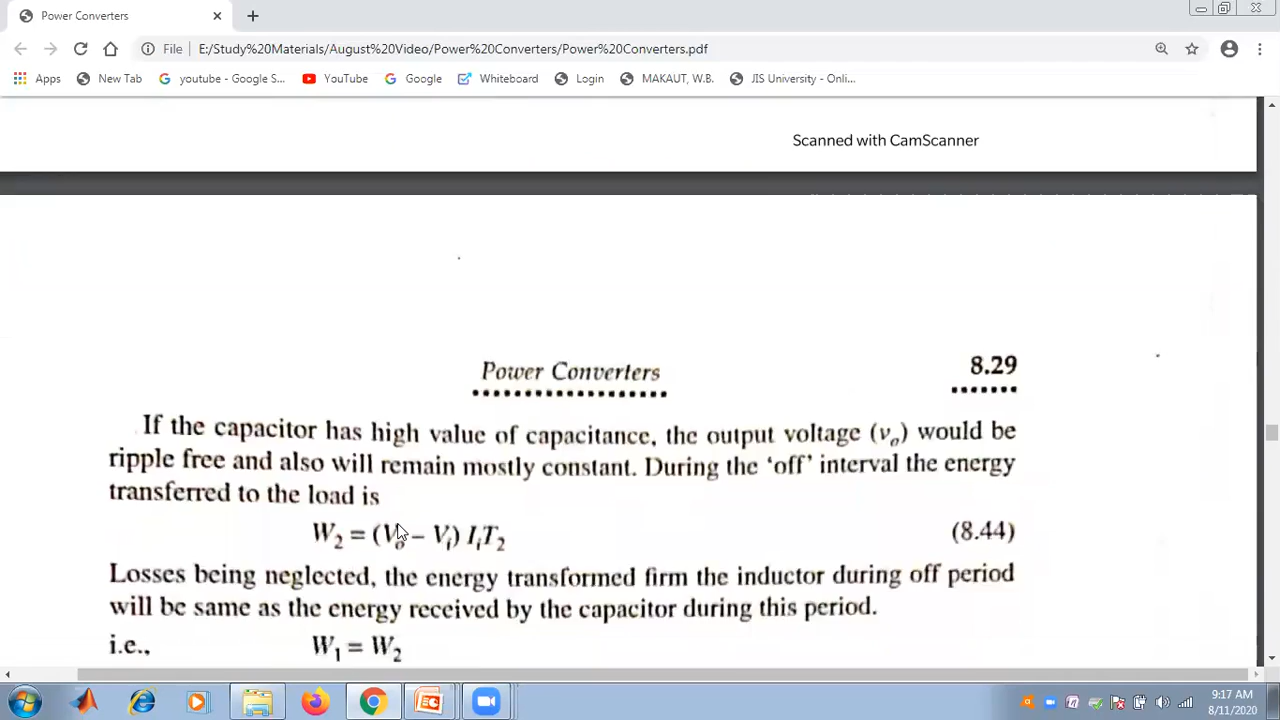 Power Converters
File E:/Study%20Materials/August%20Video/Power%20Converters/Power%20Converters.pdf
Apps New Tab youtube - Google S... YouTube Google Whiteboard Login MAKAUT, W.B. JIS University - Onli...
Scanned with CamScanner
Power Converters 8.29
If the capacitor has high value of capacitance, the output voltage (vₒ) would be
ripple free and also will remain mostly constant. During the 'off' interval the energy
transferred to the load is
W₂ = (Vₒ – Vᵢ) IᵢT₂ (8.44)
Losses being neglected, the energy transformed firm the inductor during off period
will be same as the energy received by the capacitor during this period.
i.e., W₁ = W₂
9:17 AM
8/11/2020